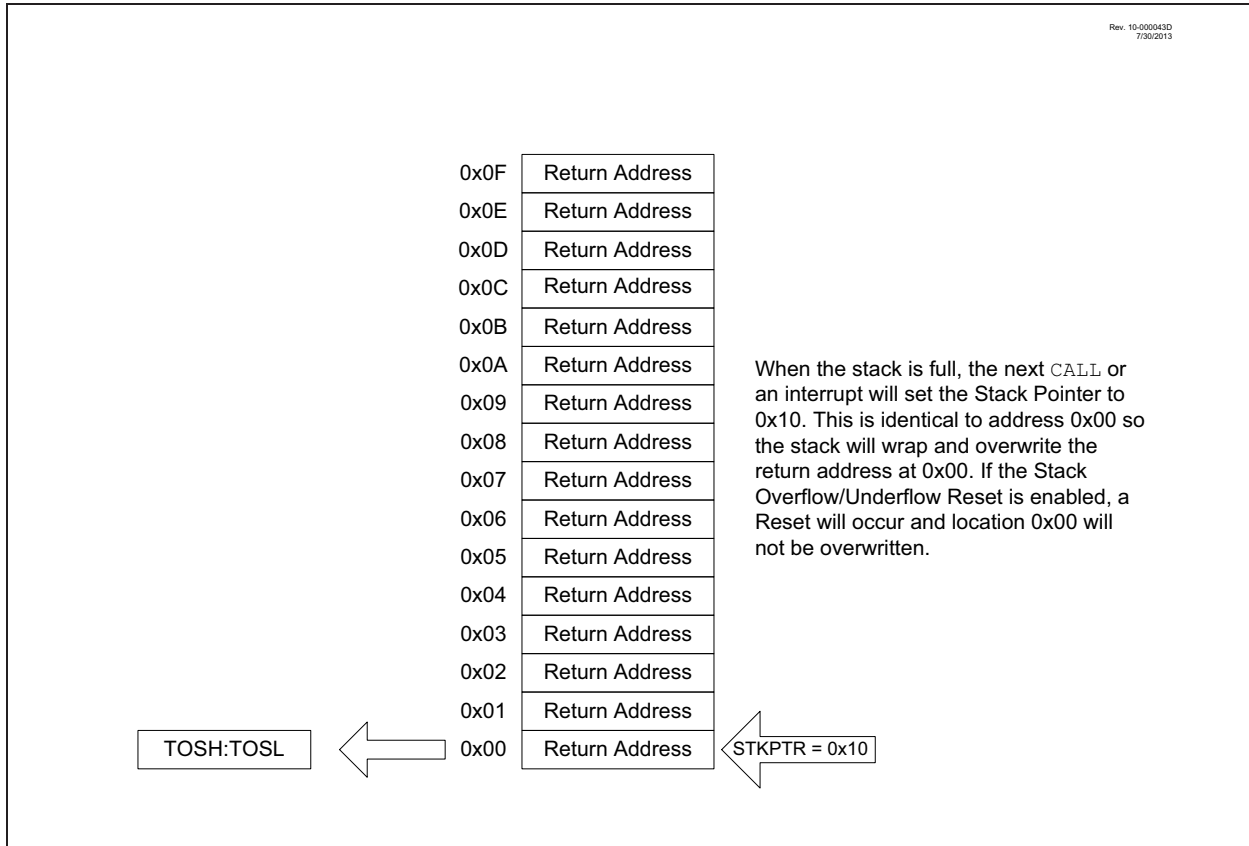 Rev. 10-000043D
7/30/2013
0x0F Return Address
0x0E Return Address
0x0D Return Address
0x0C Return Address
0x0B Return Address
0x0A Return Address
0x09 Return Address
0x08 Return Address
0x07 Return Address
0x06 Return Address
0x05 Return Address
0x04 Return Address
0x03 Return Address
0x02 Return Address
0x01 Return Address
TOSH:TOSL 0x00 Return Address STKPTR = 0x10
When the stack is full, the next CALL or
an interrupt will set the Stack Pointer to
0x10. This is identical to address 0x00 so
the stack will wrap and overwrite the
return address at 0x00. If the Stack
Overflow/Underflow Reset is enabled, a
Reset will occur and location 0x00 will
not be overwritten.